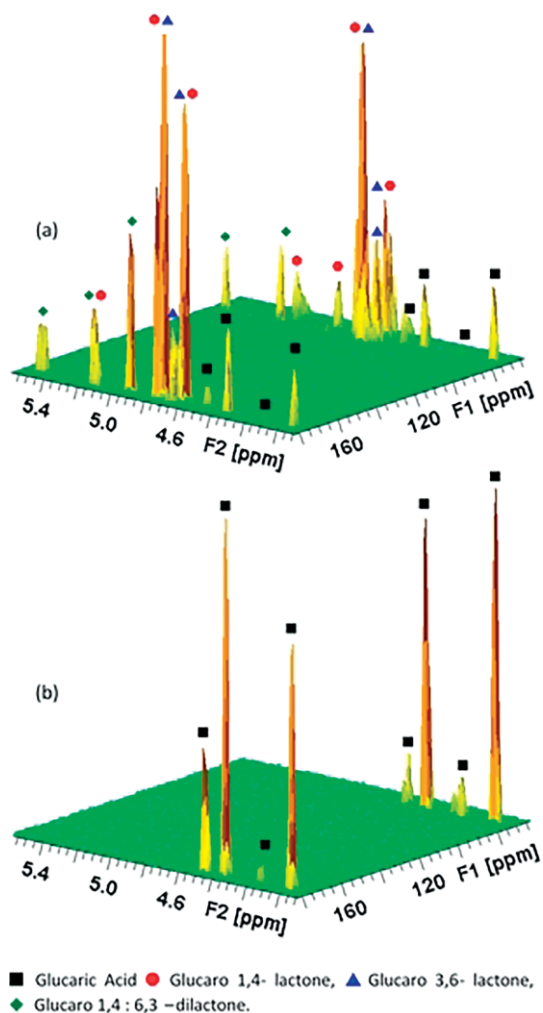 (a)
5.4 5.0 4.6 F2 [ppm] 160 120 F1 [ppm]
(b)
5.4 5.0 4.6 F2 [ppm] 160 120 F1 [ppm]
Glucaric Acid Glucaro 1,4- lactone, Glucaro 3,6- lactone,
Glucaro 1,4 : 6,3 –dilactone.